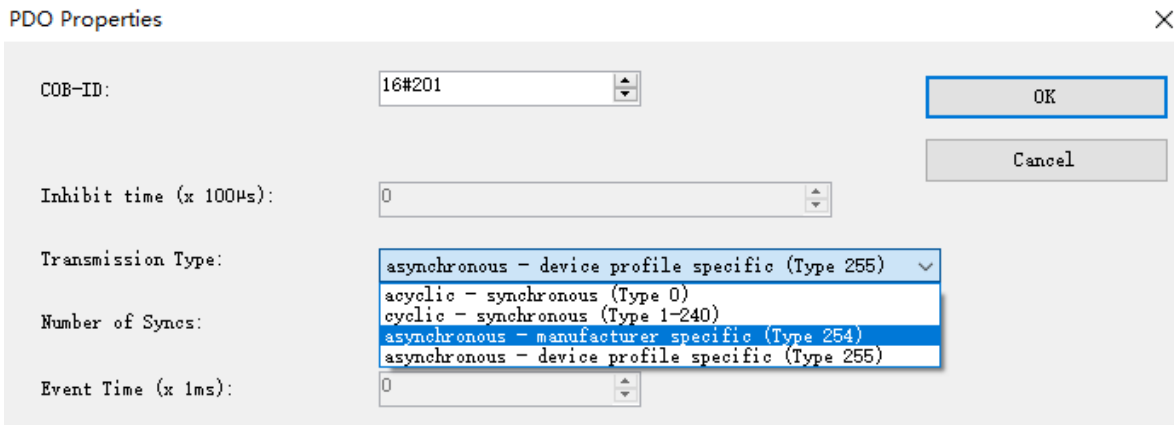 PDO Properties
COB-ID:
16#201
OK
Cancel
Inhibit time (x 100µs):
0
Transmission Type:
asynchronous - device profile specific (Type 255)
acyclic - synchronous (Type 0)
cyclic - synchronous (Type 1-240)
Number of Syncs:
asynchronous - manufacturer specific (Type 254)
asynchronous - device profile specific (Type 255)
Event Time (x 1ms):
0